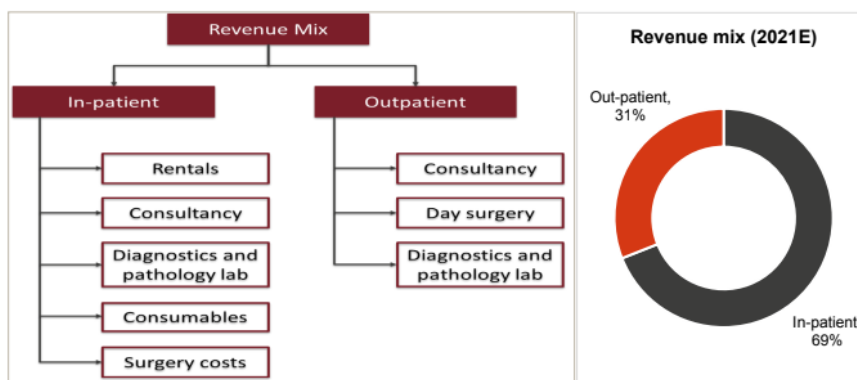 Revenue Mix
In-patient
Rentals
Consultancy
Diagnostics and
pathology lab
Consumables
Surgery costs
Outpatient
Consultancy
Day surgery
Diagnostics and
pathology lab
Revenue mix (2021E)
Out-patient,
31%
In-patient,
69%